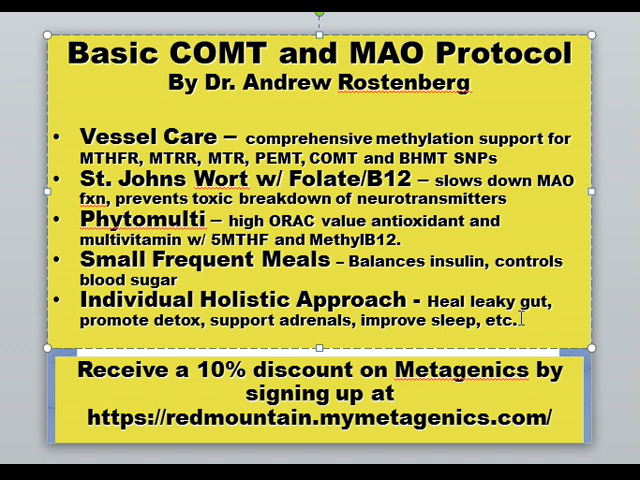 Basic COMT and MAO Protocol
By Dr. Andrew Rostenberg
• Vessel Care – comprehensive methylation support for
MTHFR, MTRR, MTR, PEMT, COMT and BHMT SNPs
• St. Johns Wort w/ Folate/B12 – slows down MAO
fxn, prevents toxic breakdown of neurotransmitters
• Phytomulti – high ORAC value antioxidant and
multivitamin w/ 5MTHF and MethylB12.
• Small Frequent Meals – Balances insulin, controls
blood sugar
• Individual Holistic Approach - Heal leaky gut,
promote detox, support adrenals, improve sleep, etc.
Receive a 10% discount on Metagenics by
signing up at
https://redmountain.mymetagenics.com/